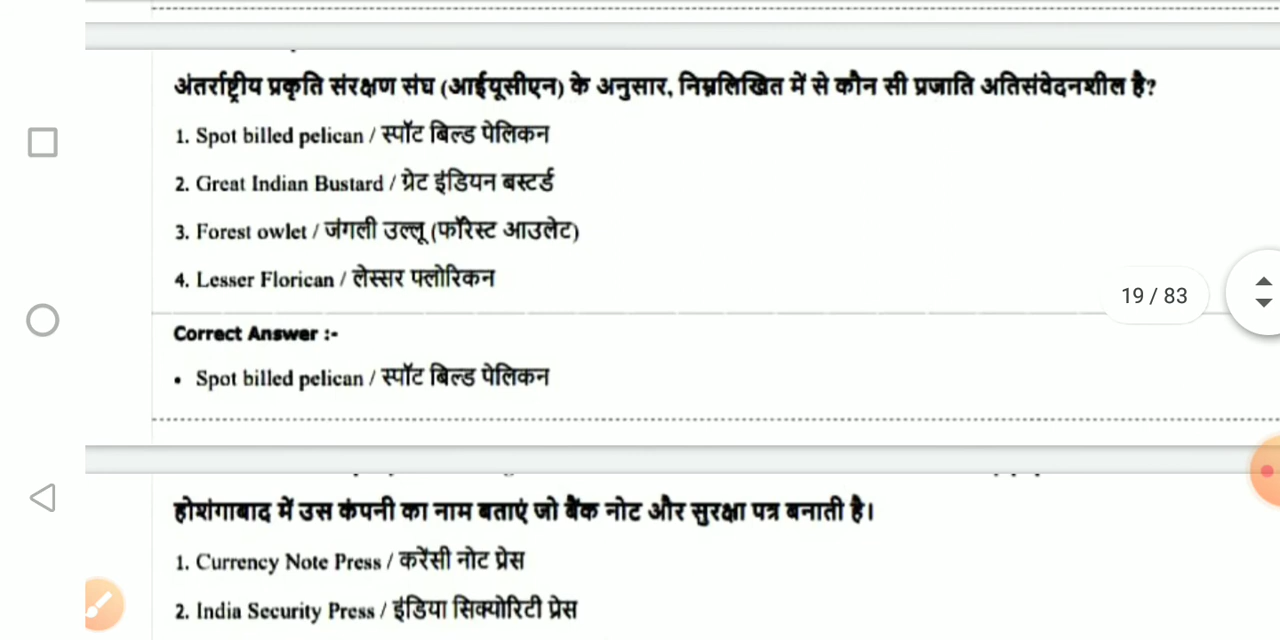 अंतर्राष्ट्रीय प्रकृति संरक्षण संघ (आईयूसीएन) के अनुसार, निम्नलिखित में से कौन सी प्रजाति अतिसंवेदनशील है?
1. Spot billed pelican / स्पॉट बिल्ड पेलिकन
2. Great Indian Bustard / ग्रेट इंडियन बस्टर्ड
3. Forest owlet / जंगली उल्लू (फॉरेस्ट आउलेट)
4. Lesser Florican / लेस्सर फ्लोरिकन
19 / 83
Correct Answer :-
• Spot billed pelican / स्पॉट बिल्ड पेलिकन
होशंगाबाद में उस कंपनी का नाम बताएं जो बैंक नोट और सुरक्षा पत्र बनाती है।
1. Currency Note Press / करेंसी नोट प्रेस
2. India Security Press / इंडिया सिक्योरिटी प्रेस